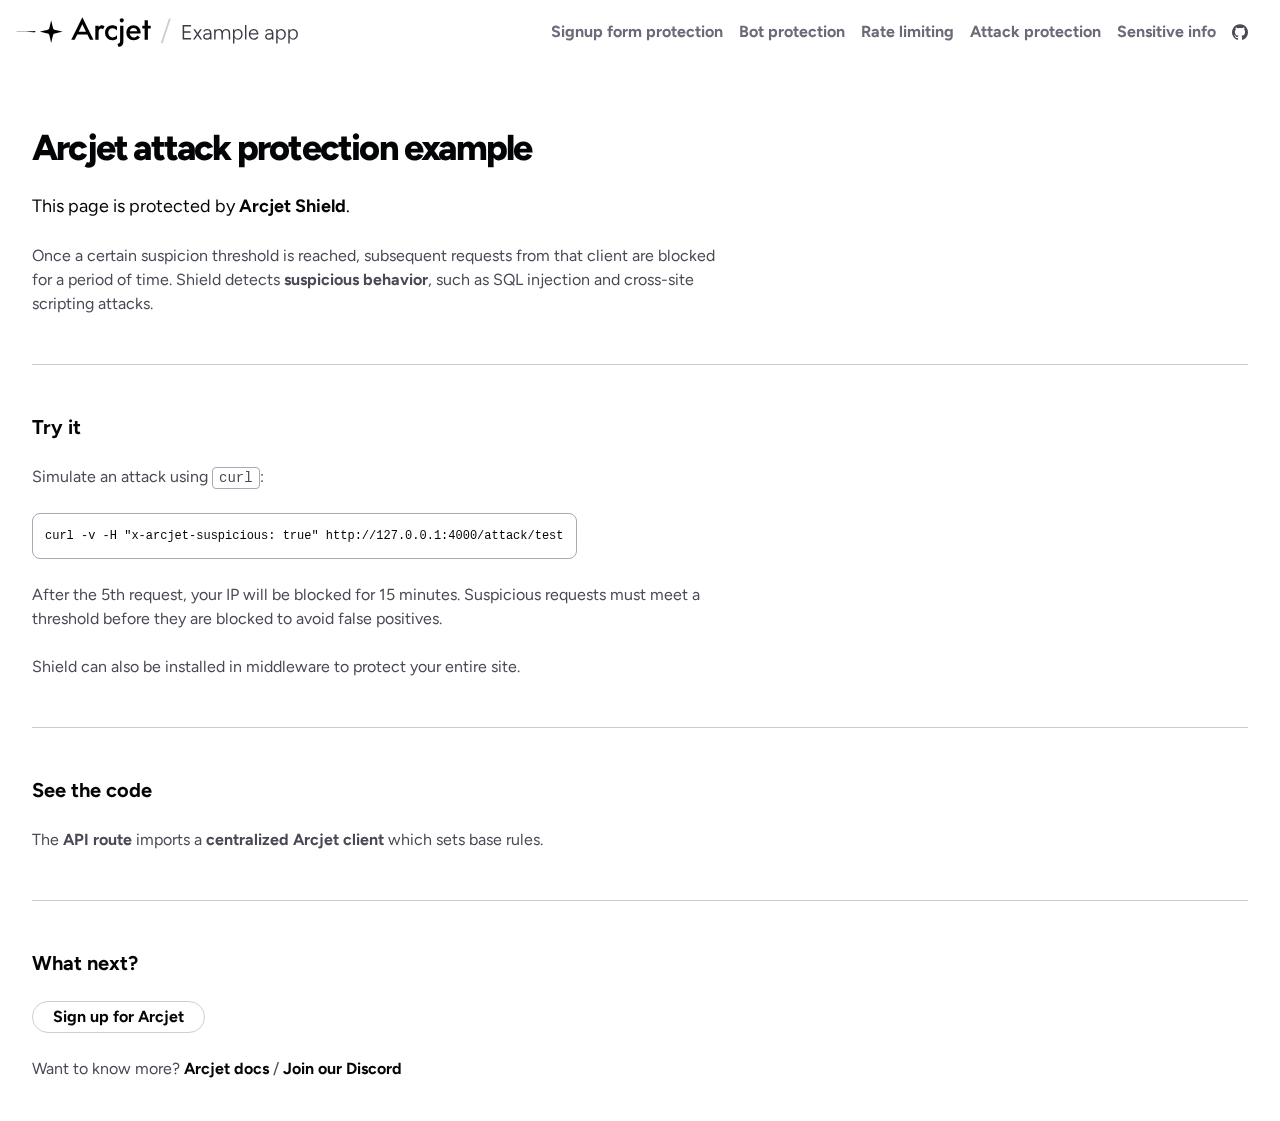 Arcjet / Example app
Signup form protection Bot protection Rate limiting Attack protection Sensitive info
Arcjet attack protection example
This page is protected by Arcjet Shield.
Once a certain suspicion threshold is reached, subsequent requests from that client are blocked
for a period of time. Shield detects suspicious behavior, such as SQL injection and cross-site
scripting attacks.
Try it
Simulate an attack using curl:
curl -v -H "x-arcjet-suspicious: true" http://127.0.0.1:4000/attack/test
After the 5th request, your IP will be blocked for 15 minutes. Suspicious requests must meet a
threshold before they are blocked to avoid false positives.
Shield can also be installed in middleware to protect your entire site.
See the code
The API route imports a centralized Arcjet client which sets base rules.
What next?
Sign up for Arcjet
Want to know more? Arcjet docs / Join our Discord